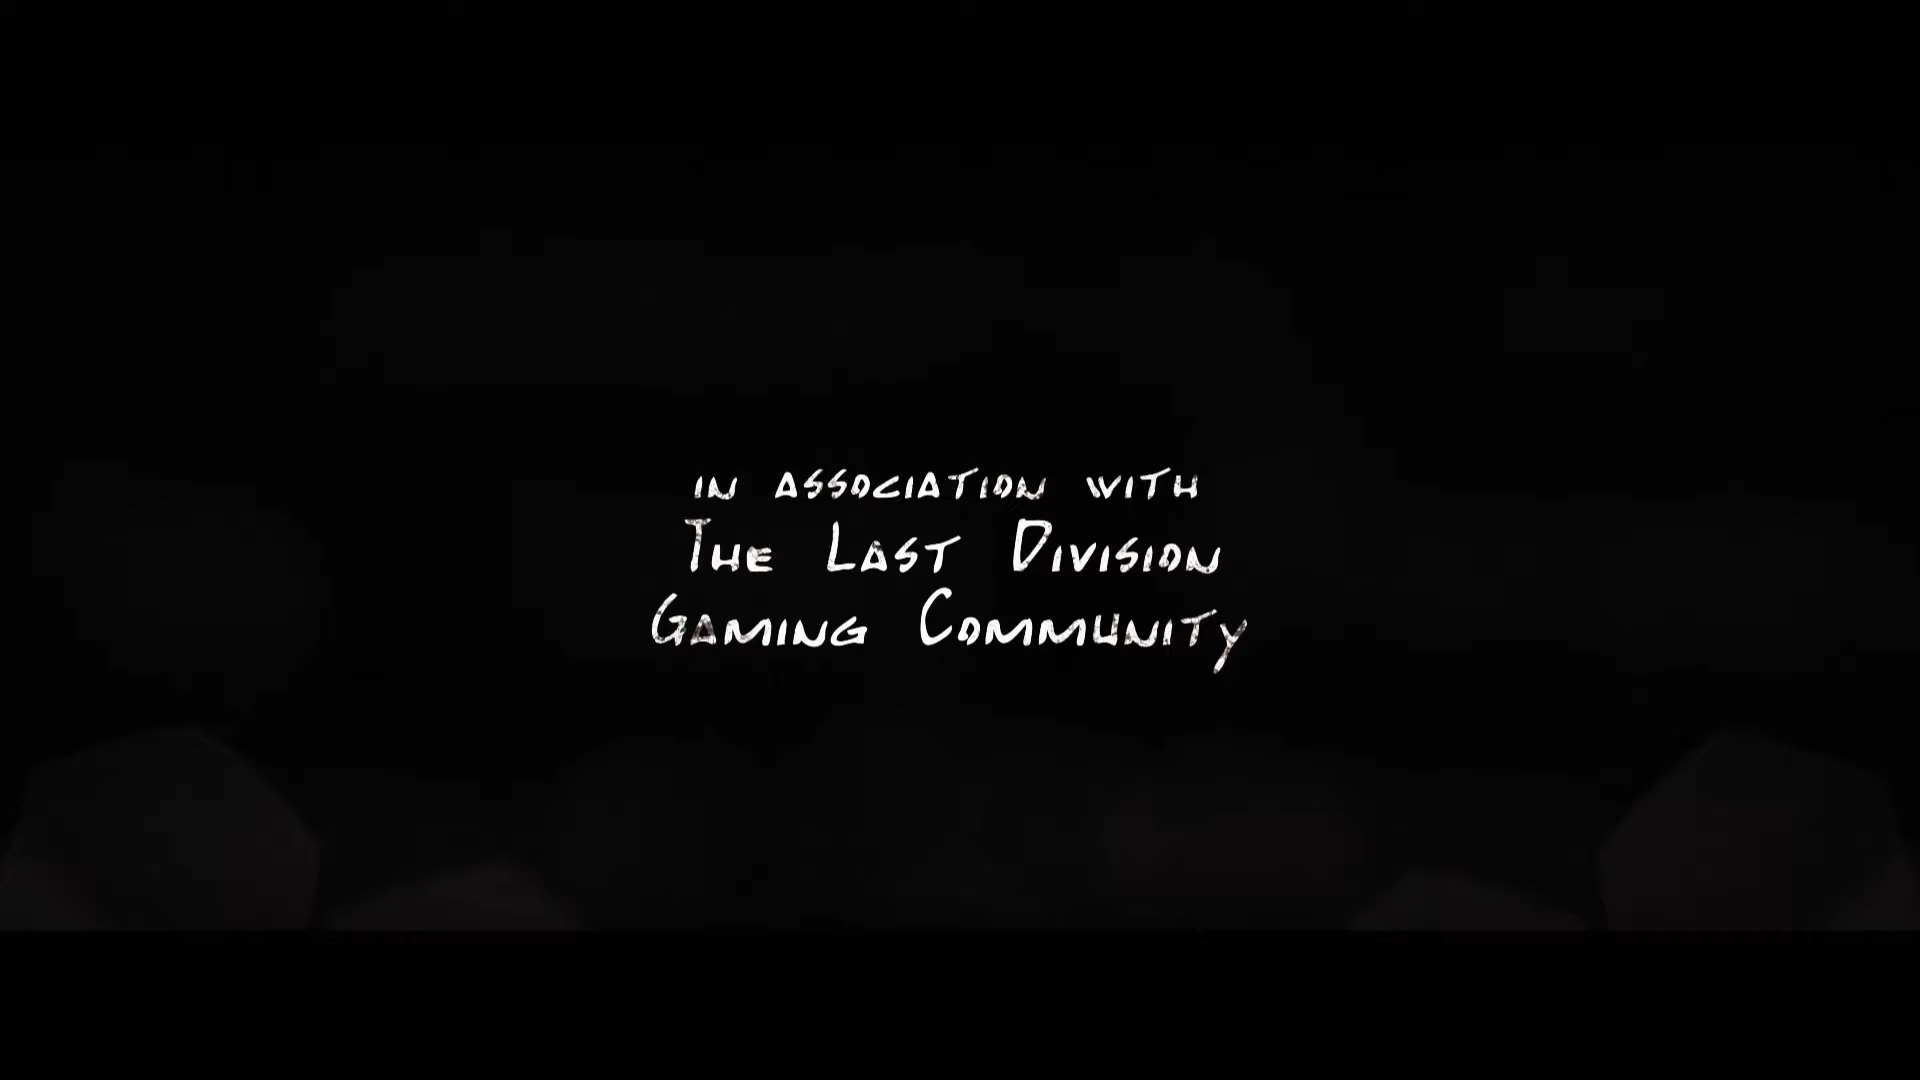 in association with
The Last Division
Gaming Community